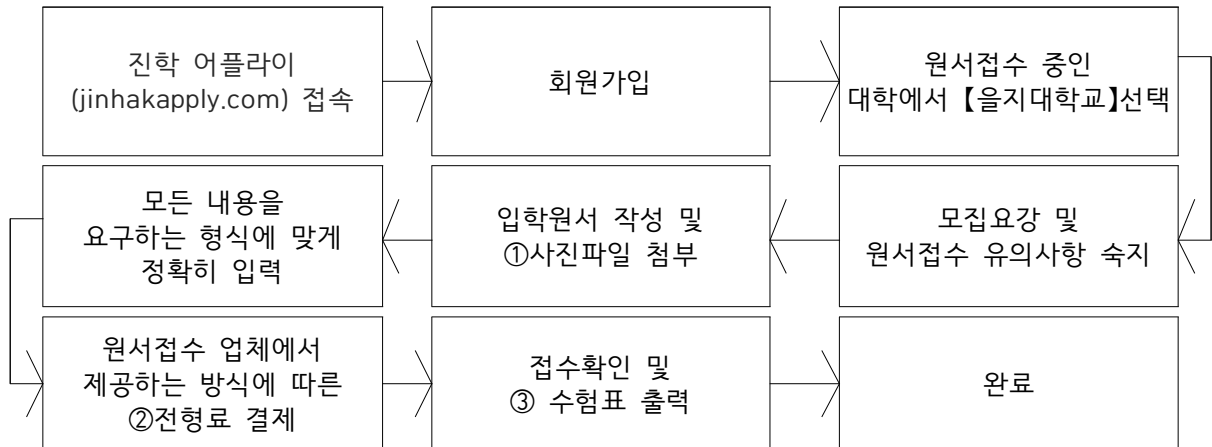 진학 어플라이
(jinhakapply.com) 접속
회원가입
원서접수 중인
대학에서【을지대학교】선택
모집요강 및
원서접수 유의사항 숙지
입학원서 작성 및
①사진파일 첨부
모든 내용을
요구하는 형식에 맞게
정확히 입력
원서접수 업체에서
제공하는 방식에 따른
②전형료 결제
접수확인 및
③ 수험표 출력
완료